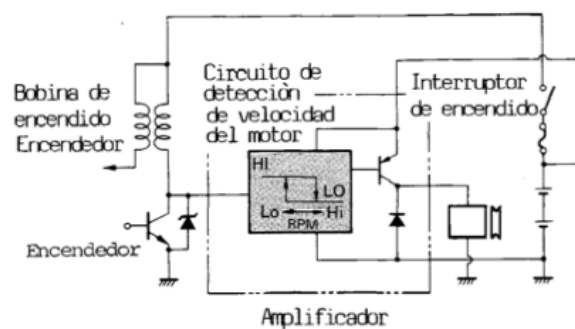 Bobina de
encendido
Encendedor
Circuito de
detecciòn
de velocidad
del motor
Interruptor
de encendido
HI
LO
Lo
Hi
RPM
Encendedor
Amplificador